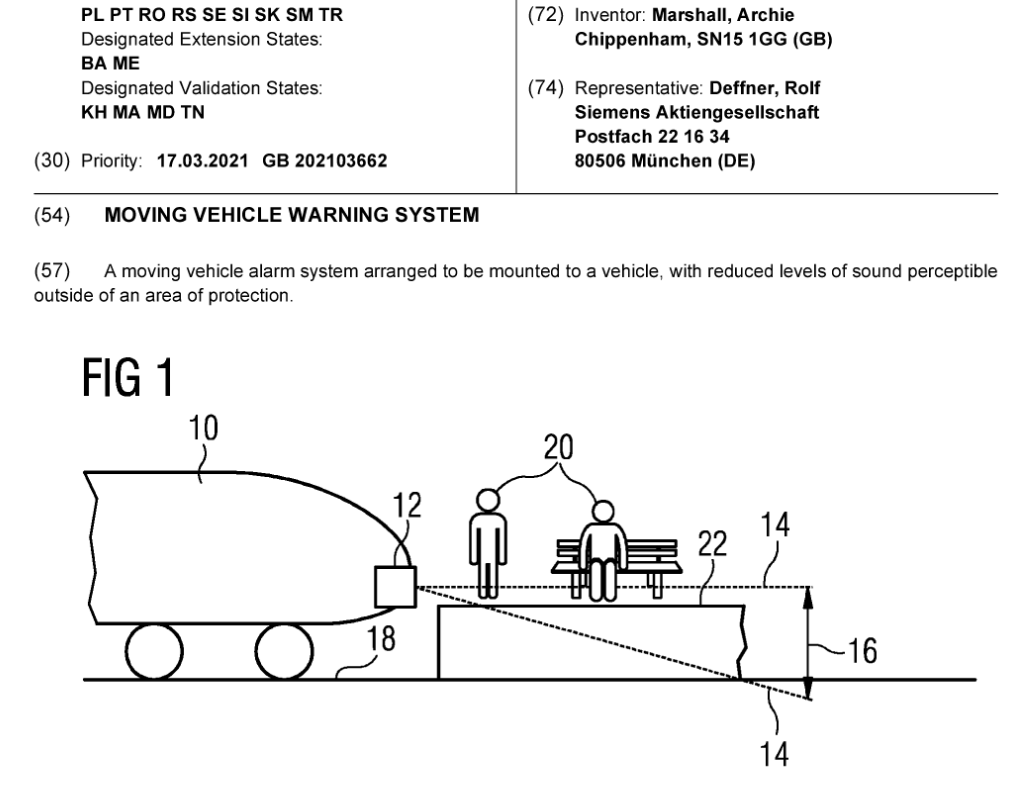 PL PT RO RS SE SI SK SM TR
Designated Extension States:
BA ME
Designated Validation States:
KH MA MD TN
(30) Priority: 17.03.2021 GB 202103662
(72) Inventor: Marshall, Archie
Chippenham, SN15 1GG (GB)
(74) Representative: Deffner, Rolf
Siemens Aktiengesellschaft
Postfach 22 16 34
80506 München (DE)
(54) MOVING VEHICLE WARNING SYSTEM
(57) A moving vehicle alarm system arranged to be mounted to a vehicle, with reduced levels of sound perceptible
outside of an area of protection.
FIG 1
10
20
12
14
22
18
16
14